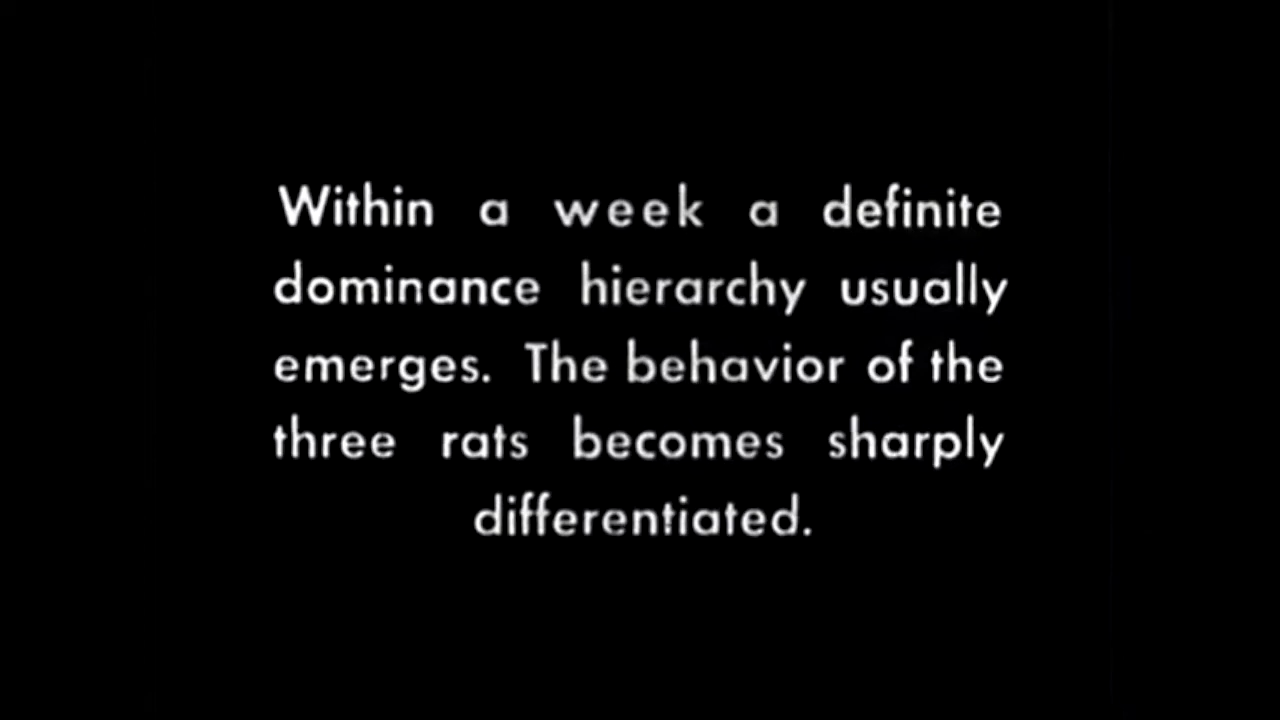 Within a week a definite
dominance hierarchy usually
emerges. The behavior of the
three rats becomes sharply
differentiated.